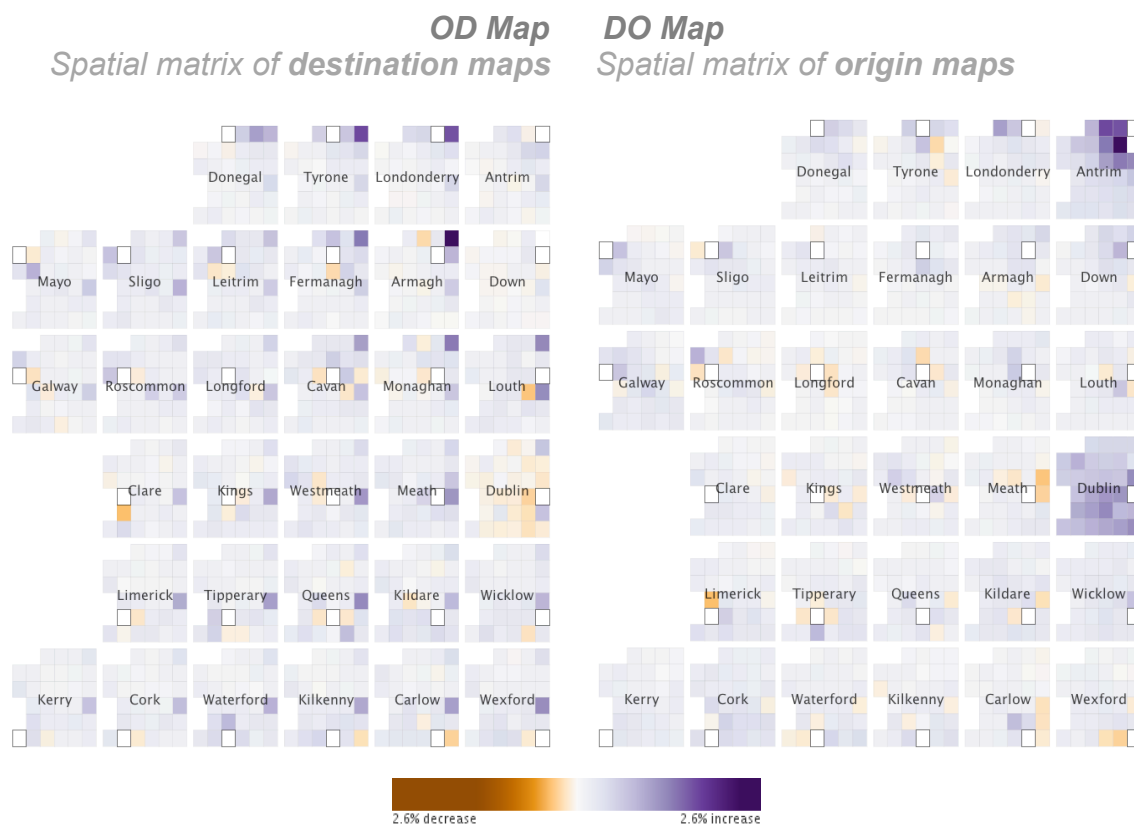 OD Map
Spatial matrix of destination maps
DO Map
Spatial matrix of origin maps
Donegal Tyrone Londonderry Antrim
Mayo Sligo Leitrim Fermanagh Armagh Down
Galway Roscommon Longford Cavan Monaghan Louth
Clare Kings Westmeath Meath Dublin
Limerick Tipperary Queens Kildare Wicklow
Kerry Cork Waterford Kilkenny Carlow Wexford
Donegal Tyrone Londonderry Antrim
Mayo Sligo Leitrim Fermanagh Armagh Down
Galway Roscommon Longford Cavan Monaghan Louth
Clare Kings Westmeath Meath Dublin
Limerick Tipperary Queens Kildare Wicklow
Kerry Cork Waterford Kilkenny Carlow Wexford
2.6% decrease 2.6% increase